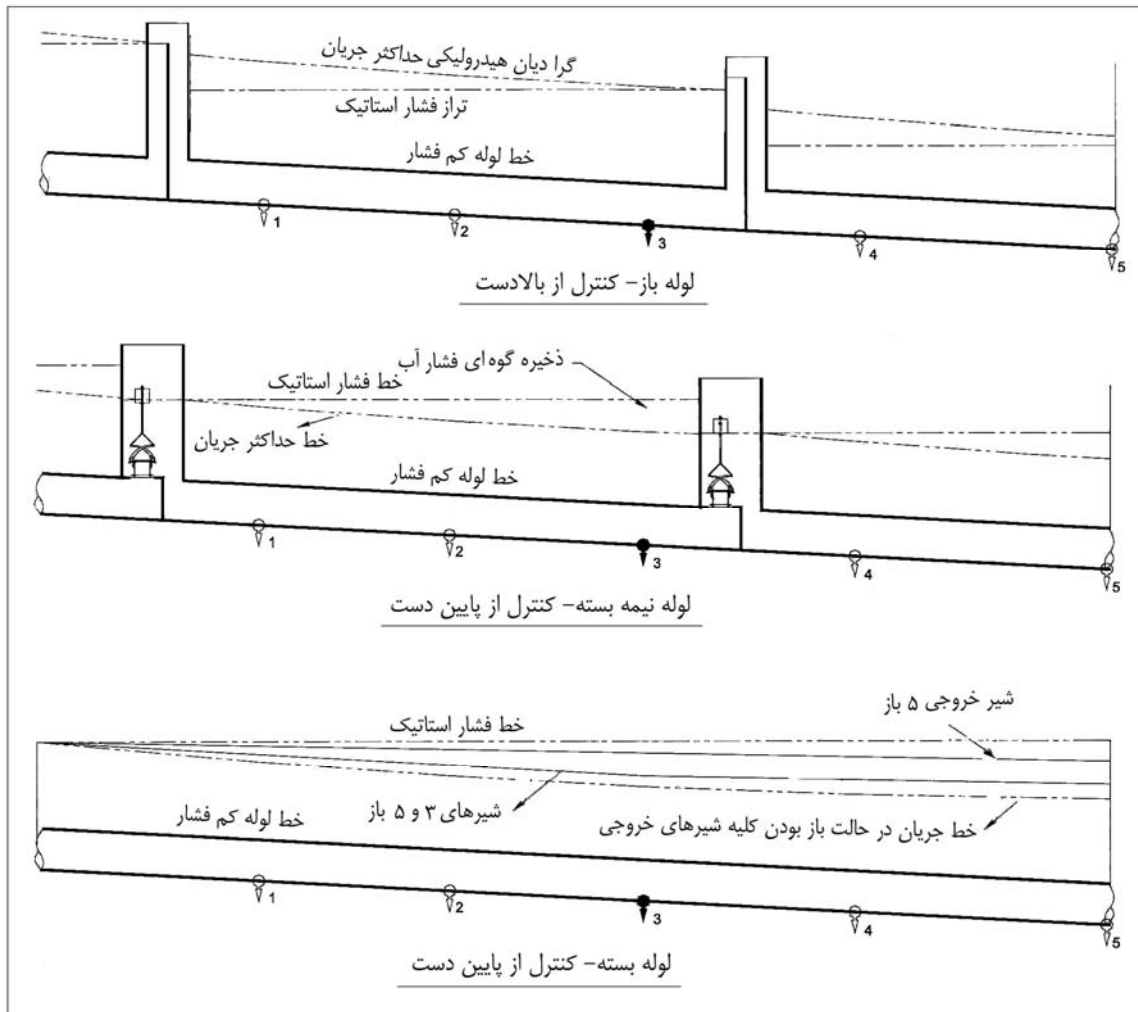 گرا دیان هیدرولیکی حداکثر جریان
تراز فشار استاتیک
خط لوله کم فشار
1
2
3
4
5
لوله باز- کنترل از بالادست
ذخیره گوه ای فشار آب
خط فشار استاتیک
خط حداکثر جریان
خط لوله کم فشار
1
2
3
4
5
لوله نیمه بسته- کنترل از پایین دست
شیر خروجی ۵ باز
خط فشار استاتیک
شیرهای ۳ و ۵ باز
خط جریان در حالت باز بودن کلیه شیرهای خروجی
خط لوله کم فشار
1
2
3
4
5
لوله بسته- کنترل از پایین دست